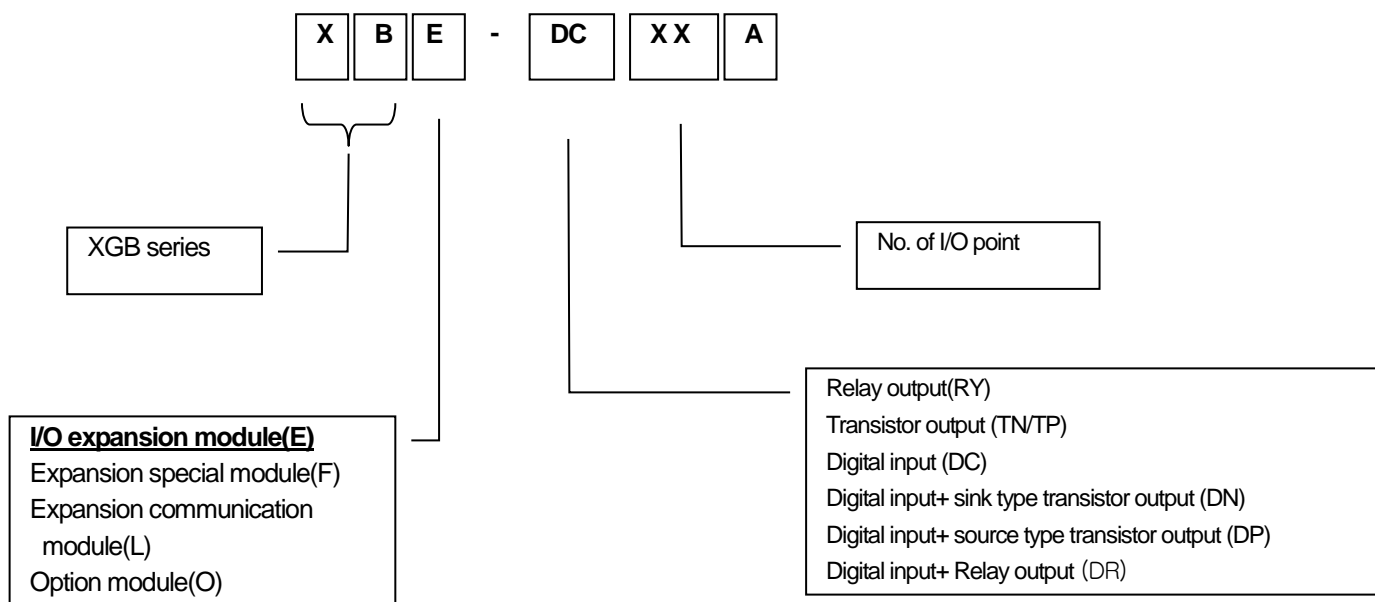 X B E - DC XX A
XGB series
No. of I/O point
I/O expansion module(E)
Expansion special module(F)
Expansion communication
module(L)
Option module(O)
Relay output(RY)
Transistor output (TN/TP)
Digital input (DC)
Digital input+ sink type transistor output (DN)
Digital input+ source type transistor output (DP)
Digital input+ Relay output (DR)